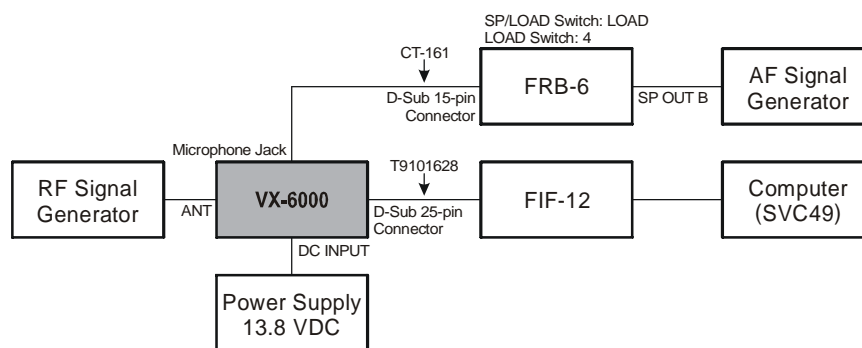 SP/LOAD Switch: LOAD
LOAD Switch: 4
CT-161
D-Sub 15-pin
Connector
FRB-6
SP OUT B
AF Signal
Generator
Microphone Jack
T9101628
RF Signal
Generator
ANT
VX-6000
D-Sub 25-pin
Connector
FIF-12
Computer
(SVC49)
DC INPUT
Power Supply
13.8 VDC